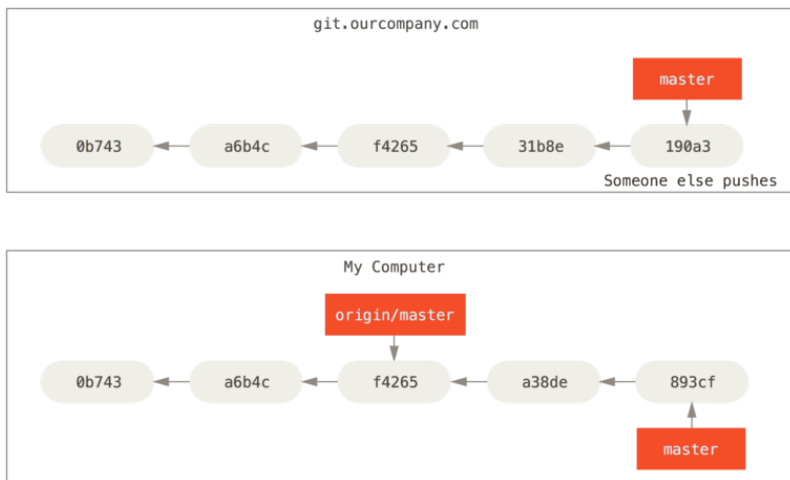 git.ourcompany.com
master
0b743 a6b4c f4265 31b8e 190a3
Someone else pushes
My Computer
origin/master
0b743 a6b4c f4265 a38de 893cf
master